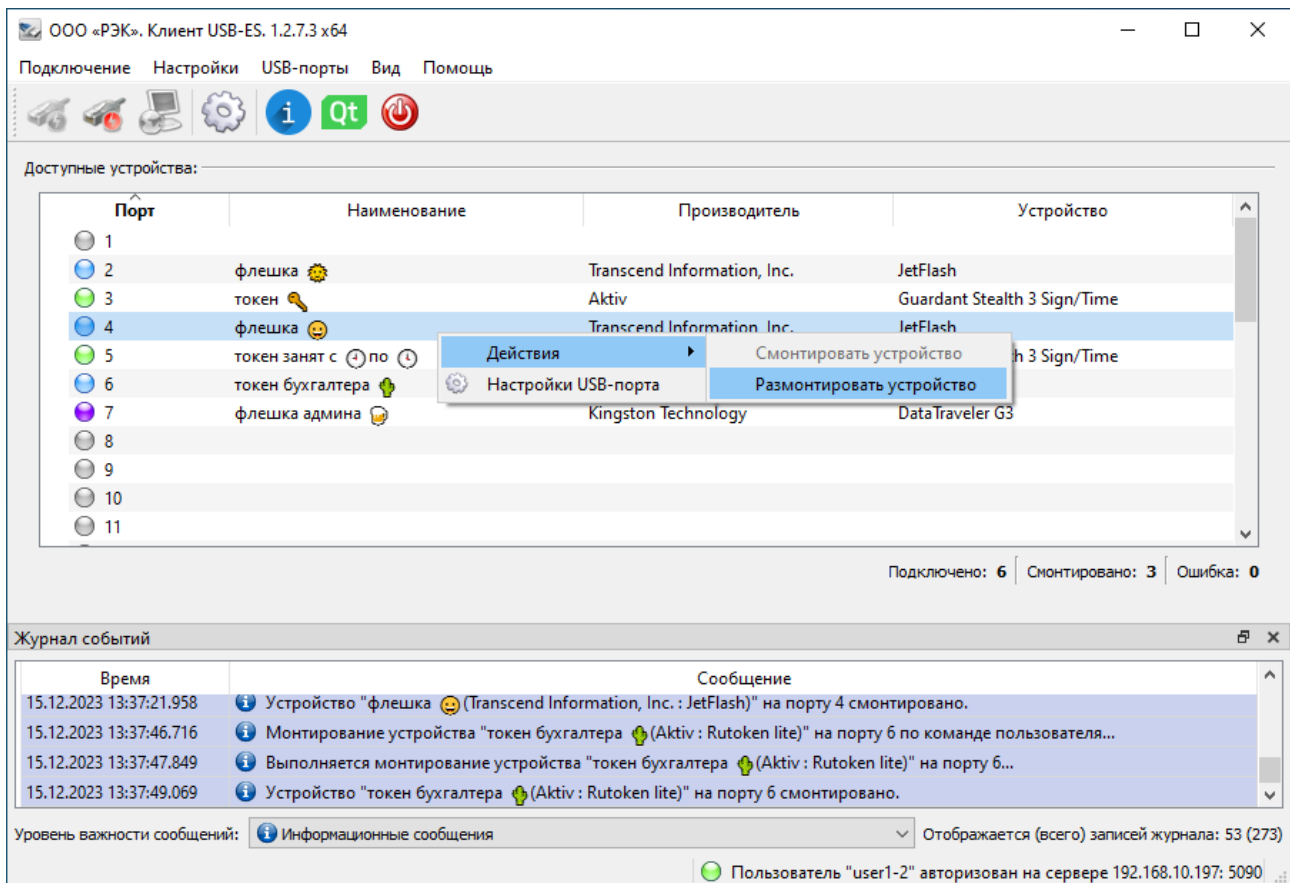 ООО «РЭК». Клиент USB-ES. 1.2.7.3 x64
Подключение Настройки USB-порты Вид Помощь
i Qt
Доступные устройства:
Порт Наименование Производитель Устройство
1
2 флешка Transcend Information, Inc. JetFlash
3 токен Aktiv Guardant Stealth 3 Sign/Time
4 флешка Transcend Information, Inc. JetFlash
5 токен занят с по h 3 Sign/Time
6 токен бухгалтера
7 флешка админа Kingston Technology DataTraveler G3
8
9
10
11
Действия
Настройки USB-порта
Смонтировать устройство
Размонтировать устройство
Подключено: 6 Смонтировано: 3 Ошибка: 0
Журнал событий
Время Сообщение
15.12.2023 13:37:21.958 Устройство "флешка (Transcend Information, Inc. : JetFlash)" на порту 4 смонтировано.
15.12.2023 13:37:46.716 Монтирование устройства "токен бухгалтера (Aktiv : Rutoken lite)" на порту 6 по команде пользователя...
15.12.2023 13:37:47.849 Выполняется монтирование устройства "токен бухгалтера (Aktiv : Rutoken lite)" на порту 6...
15.12.2023 13:37:49.069 Устройство "токен бухгалтера (Aktiv : Rutoken lite)" на порту 6 смонтировано.
Уровень важности сообщений: Информационные сообщения Отображается (всего) записей журнала: 53 (273)
Пользователь "user1-2" авторизован на сервере 192.168.10.197: 5090